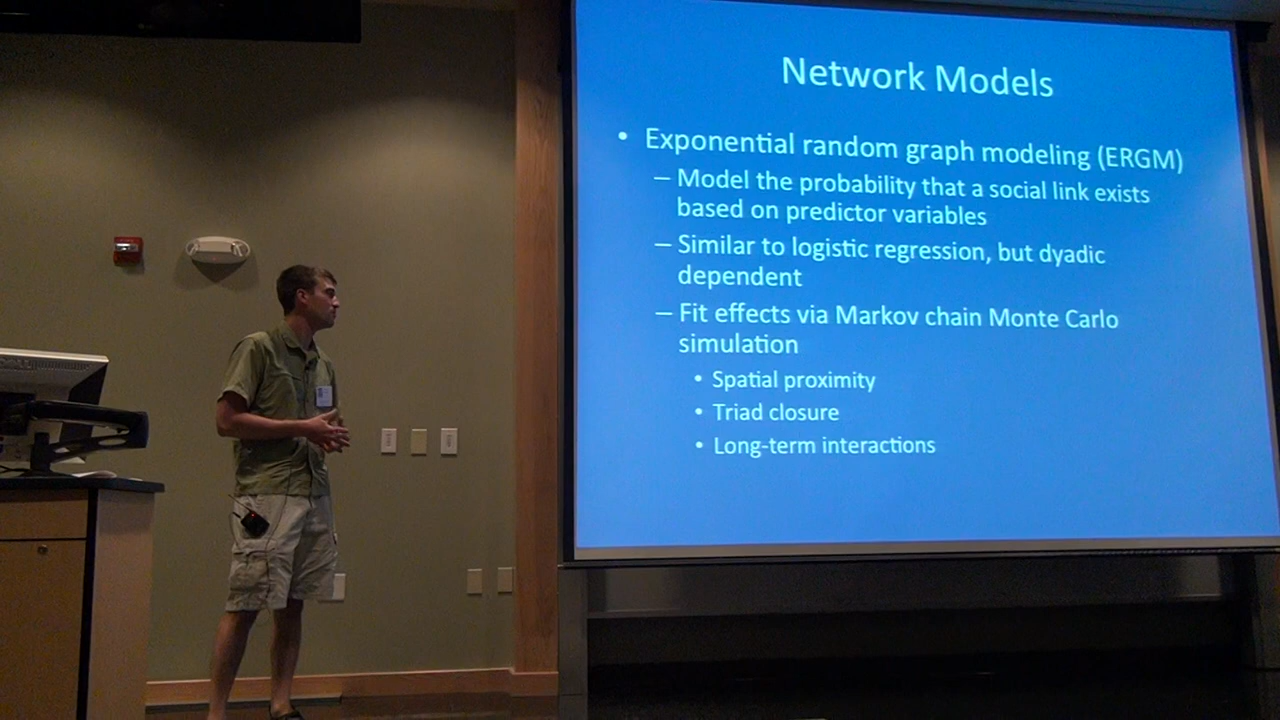 Network Models
• Exponential random graph modeling (ERGM)
– Model the probability that a social link exists
based on predictor variables
– Similar to logistic regression, but dyadic
dependent
– Fit effects via Markov chain Monte Carlo
simulation
• Spatial proximity
• Triad closure
• Long-term interactions